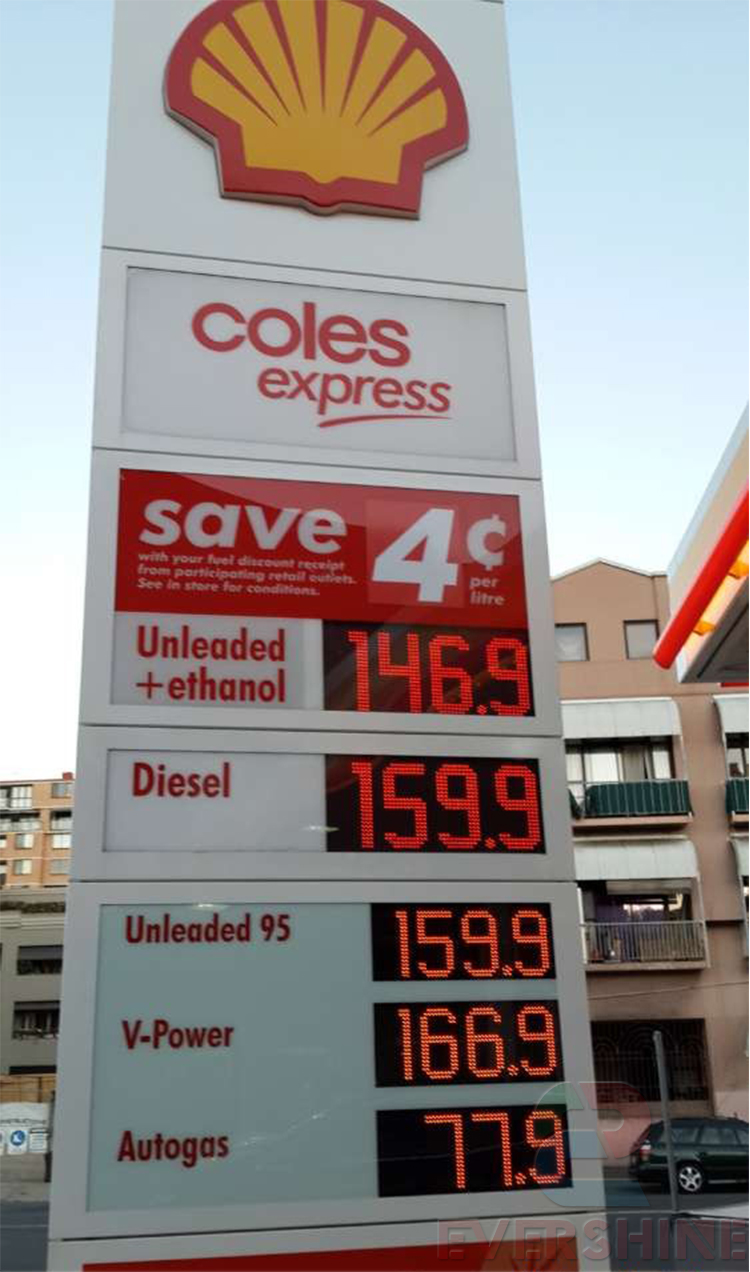 coles
express
save 4¢
with your fuel discount receipt
from participating retail outlets.
See in store for conditions.
per
litre
Unleaded
+ethanol 146.9
Diesel 159.9
Unleaded 95 159.9
V-Power 166.9
Autogas 77.9
EVERSHINE